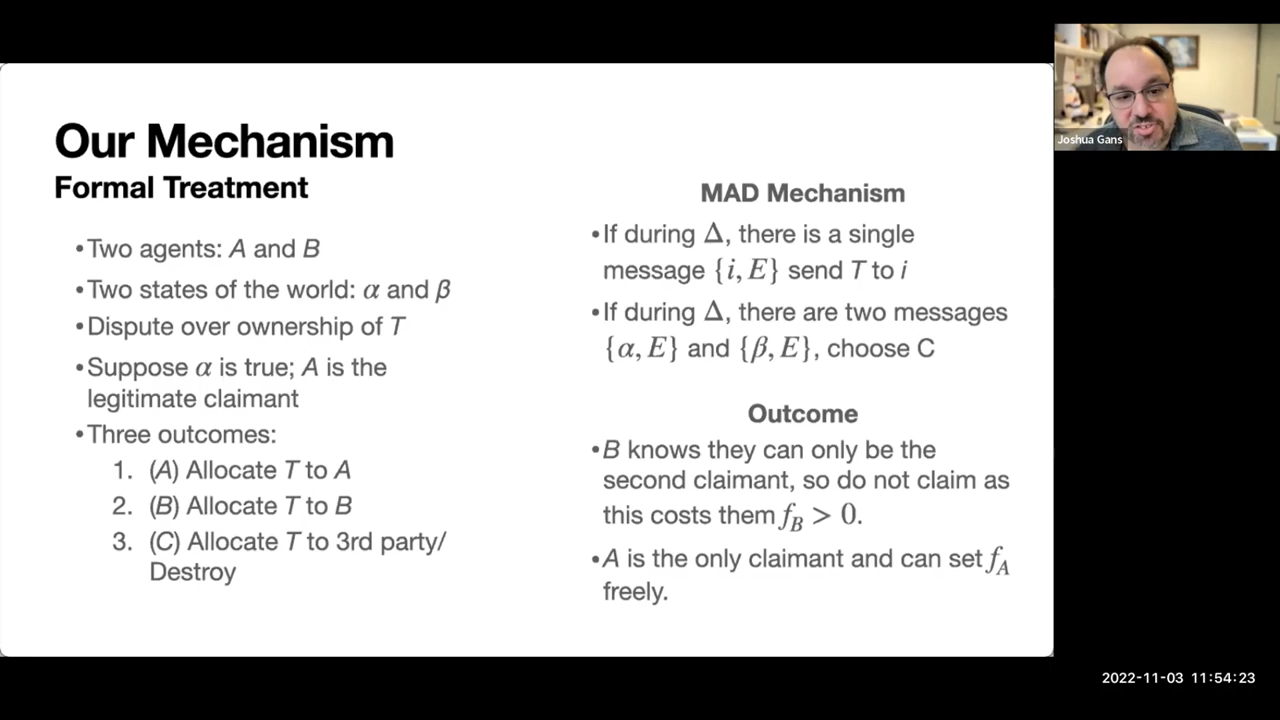 Our Mechanism
Formal Treatment
•Two agents: A and B
•Two states of the world: α and β
•Dispute over ownership of T
•Suppose α is true; A is the
legitimate claimant
•Three outcomes:
1. (A) Allocate T to A
2. (B) Allocate T to B
3. (C) Allocate T to 3rd party/
Destroy
MAD Mechanism
•If during Δ, there is a single
message {i, E} send T to i
•If during Δ, there are two messages
{α, E} and {β, E}, choose C
Outcome
•B knows they can only be the
second claimant, so do not claim as
this costs them f_B > 0.
•A is the only claimant and can set f_A
freely.
Joshua Gans
2022-11-03 11:54:23